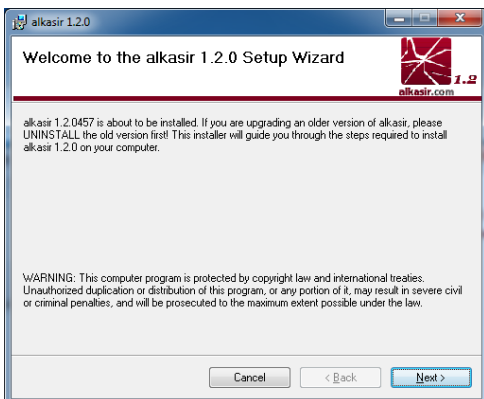 alkasir 1.2.0
Welcome to the alkasir 1.2.0 Setup Wizard
1.2
alkasir.com
alkasir 1.2.0457 is about to be installed. If you are upgrading an older version of alkasir, please
UNINSTALL the old version first! This installer will guide you through the steps required to install
alkasir 1.2.0 on your computer.
WARNING: This computer program is protected by copyright law and international treaties.
Unauthorized duplication or distribution of this program, or any portion of it, may result in severe civil
or criminal penalties, and will be prosecuted to the maximum extent possible under the law.
Cancel
< Back
Next >